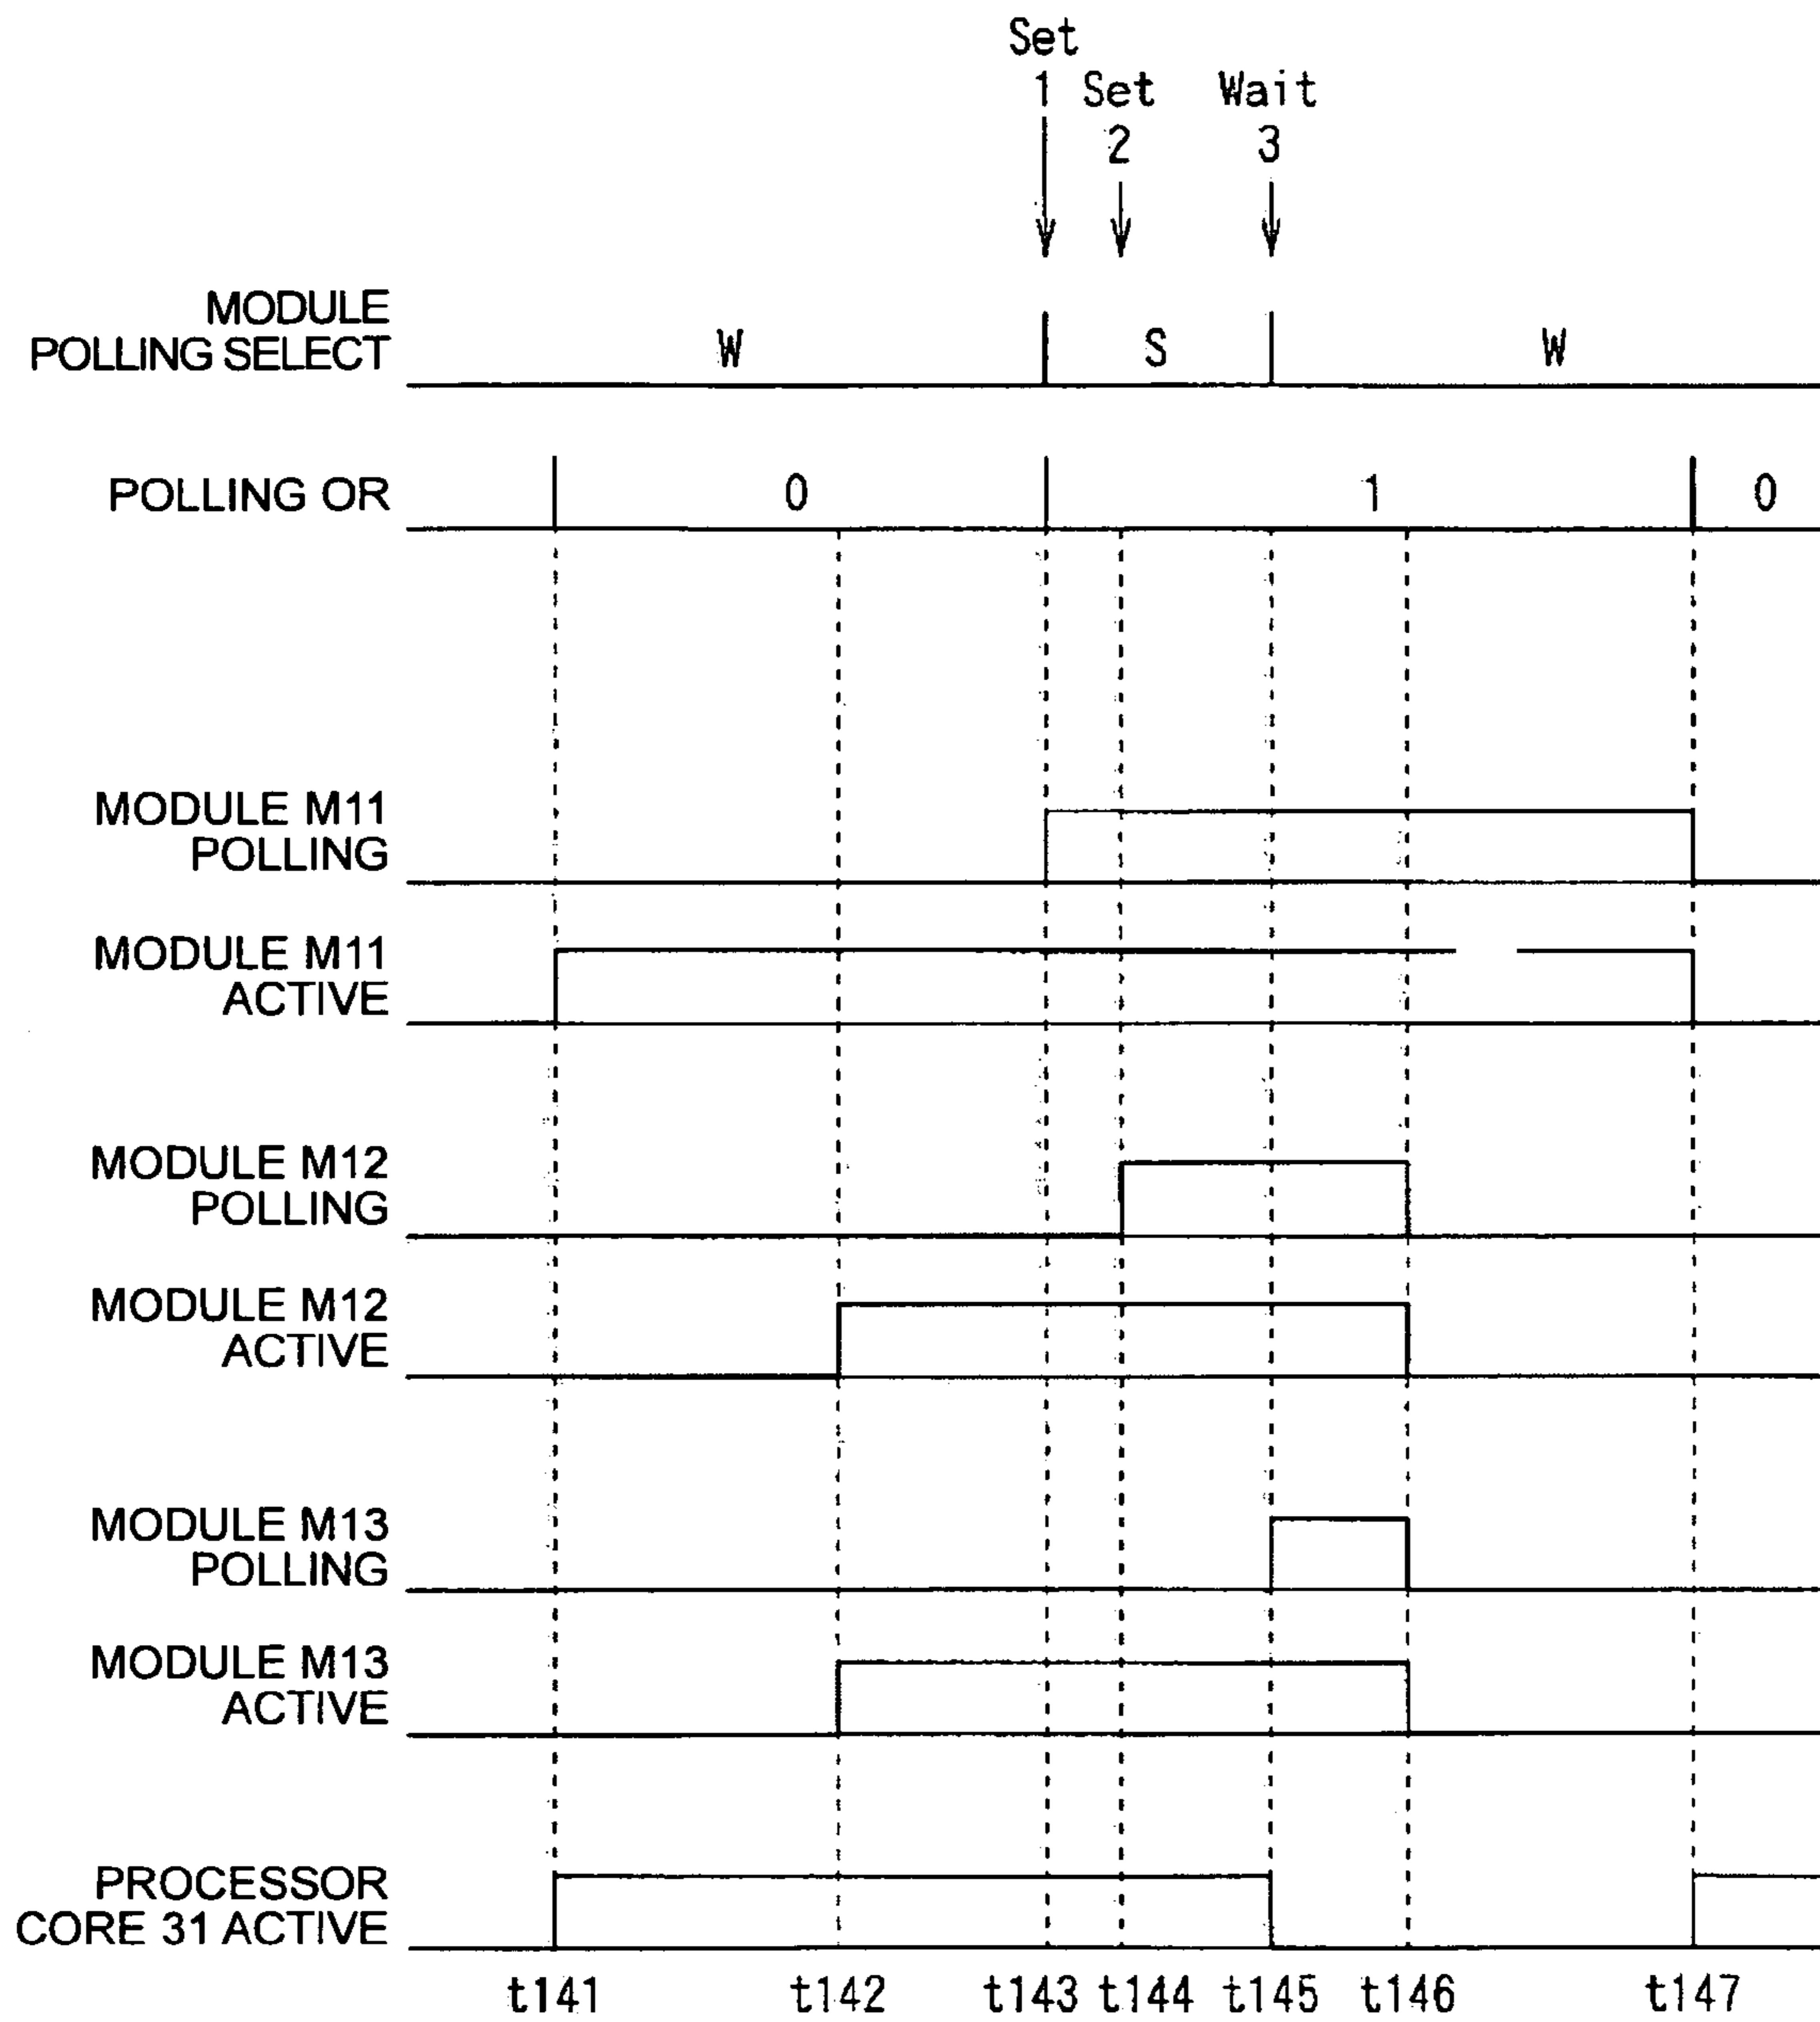 Set
1 Set Wait
2 3
MODULE
POLLING SELECT W S W
POLLING OR 0 1 0
MODULE M11
POLLING
MODULE M11
ACTIVE
MODULE M12
POLLING
MODULE M12
ACTIVE
MODULE M13
POLLING
MODULE M13
ACTIVE
PROCESSOR
CORE 31 ACTIVE
t141 t142 t143 t144 t145 t146 t147